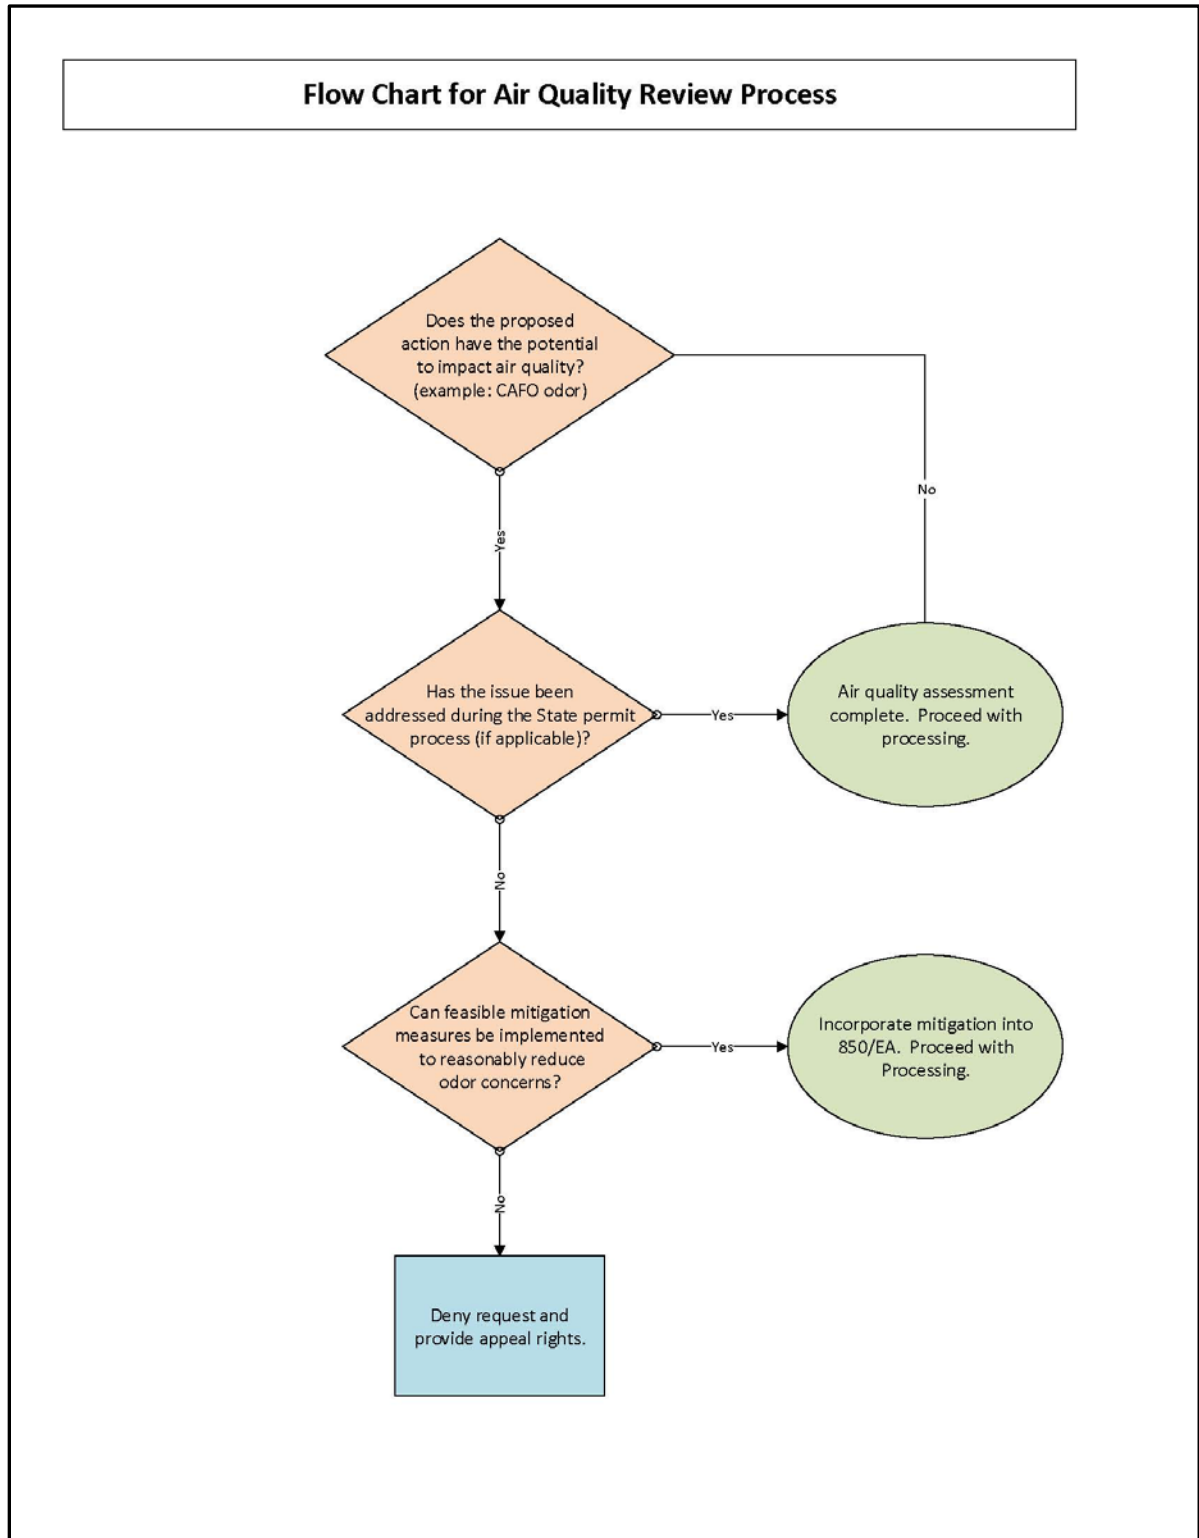 Flow Chart for Air Quality Review Process
Does the proposed
action have the potential
to impact air quality?
(example: CAFO odor)
No
Yes
Has the issue been
addressed during the State permit
process (if applicable)?
Yes
Air quality assessment
complete.  Proceed with
processing.
No
Can feasible mitigation
measures be implemented
to reasonably reduce
odor concerns?
Yes
Incorporate mitigation into
850/EA.  Proceed with
Processing.
No
Deny request and
provide appeal rights.